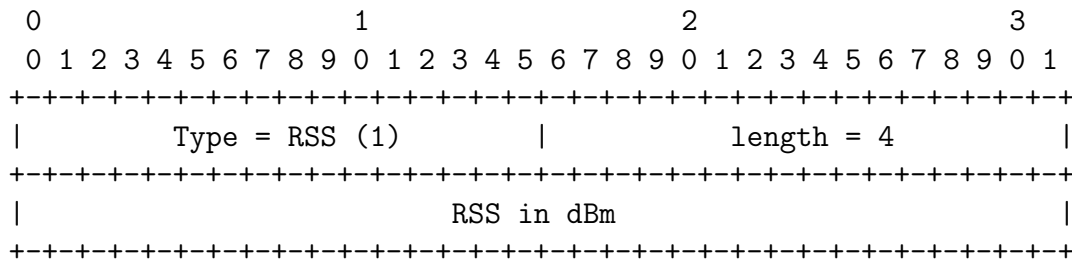 0                   1                   2                   3
 0 1 2 3 4 5 6 7 8 9 0 1 2 3 4 5 6 7 8 9 0 1 2 3 4 5 6 7 8 9 0 1
+-+-+-+-+-+-+-+-+-+-+-+-+-+-+-+-+-+-+-+-+-+-+-+-+-+-+-+-+-+-+-+-+
|         Type = RSS (1)        |           length = 4          |
+-+-+-+-+-+-+-+-+-+-+-+-+-+-+-+-+-+-+-+-+-+-+-+-+-+-+-+-+-+-+-+-+
|                          RSS in dBm                           |
+-+-+-+-+-+-+-+-+-+-+-+-+-+-+-+-+-+-+-+-+-+-+-+-+-+-+-+-+-+-+-+-+